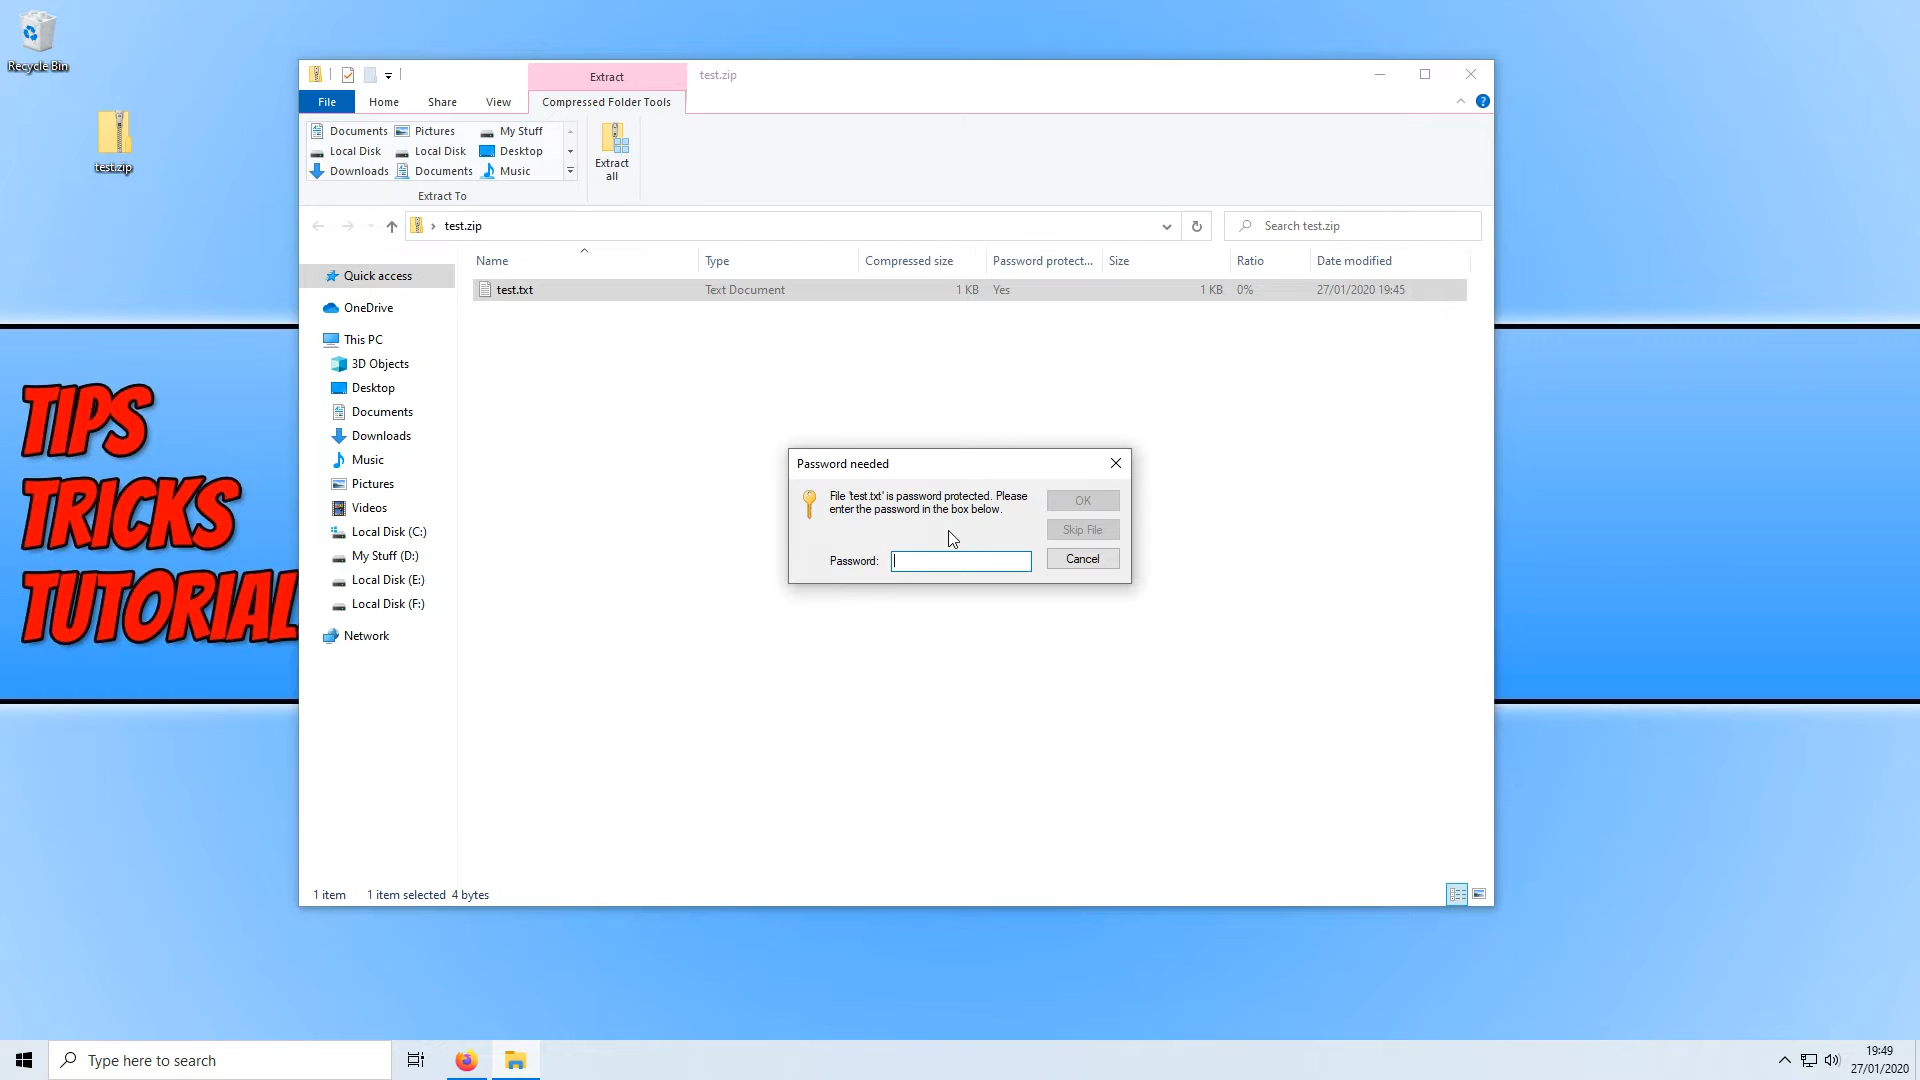 Recycle Bin
test.zip
TIPS
TRICKS
TUTORIAL
Extract
test.zip
File
Home
Share
View
Compressed Folder Tools
Documents
Pictures
My Stuff
Local Disk
Local Disk
Desktop
Downloads
Documents
Music
Extract To
Extract
all
test.zip
Search test.zip
Name
Type
Compressed size
Password protect...
Size
Ratio
Date modified
test.txt
Text Document
1 KB
Yes
1 KB
0%
27/01/2020 19:45
Quick access
OneDrive
This PC
3D Objects
Desktop
Documents
Downloads
Music
Pictures
Videos
Local Disk (C:)
My Stuff (D:)
Local Disk (E:)
Local Disk (F:)
Network
Password needed
File 'test.txt' is password protected. Please
enter the password in the box below.
Password:
OK
Skip File
Cancel
1 item
1 item selected 4 bytes
Type here to search
19:49
27/01/2020